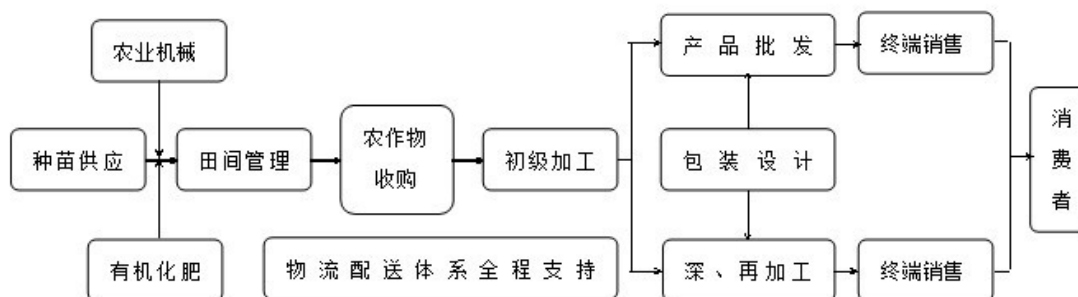 农业机械
产品批发
终端销售
种苗供应
田间管理
农作物
收购
初级加工
包装设计
消
费
者
有机化肥
物流配送体系全程支持
深、再加工
终端销售